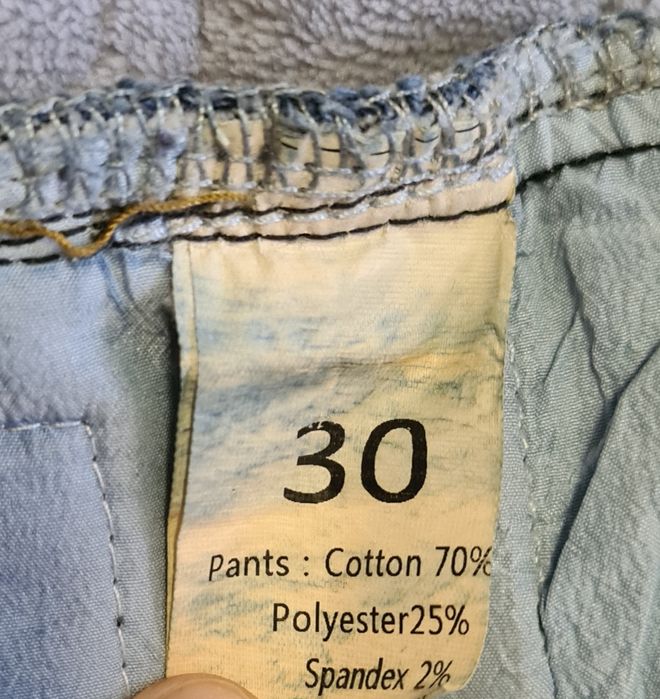 30
Pants : Cotton 70%
Polyester25%
Spandex 2%